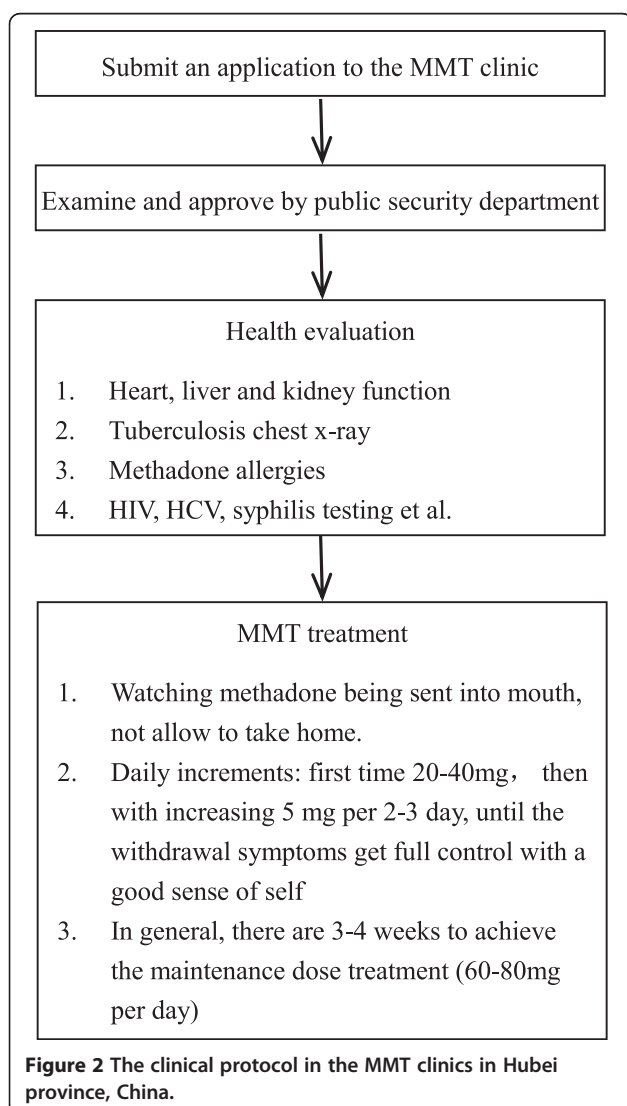 Submit an application to the MMT clinic
Examine and approve by public security department
Health evaluation
1. Heart, liver and kidney function
2. Tuberculosis chest x-ray
3. Methadone allergies
4. HIV, HCV, syphilis testing et al.
MMT treatment
1. Watching methadone being sent into mouth,
not allow to take home.
2. Daily increments: first time 20-40mg， then
with increasing 5 mg per 2-3 day, until the
withdrawal symptoms get full control with a
good sense of self
3. In general, there are 3-4 weeks to achieve
the maintenance dose treatment (60-80mg
per day)
Figure 2 The clinical protocol in the MMT clinics in Hubei
province, China.